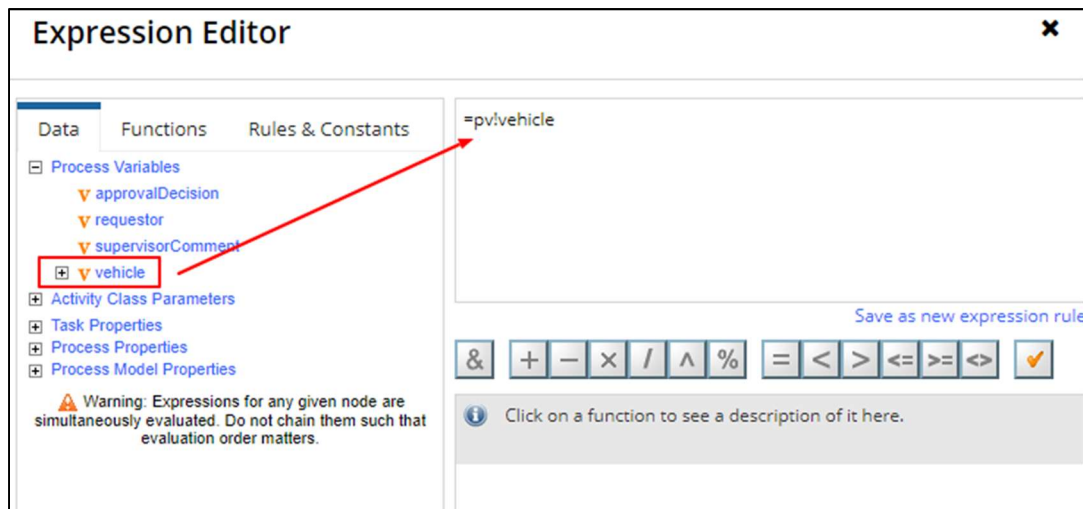 Expression Editor
Data Functions Rules & Constants
Process Variables
approvalDecision
requestor
supervisorComment
vehicle
Activity Class Parameters
Task Properties
Process Properties
Process Model Properties
Warning: Expressions for any given node are
simultaneously evaluated. Do not chain them such that
evaluation order matters.
=pv!vehicle
Save as new expression rule
& + − × / ^ % = < > <= >= <>
Click on a function to see a description of it here.